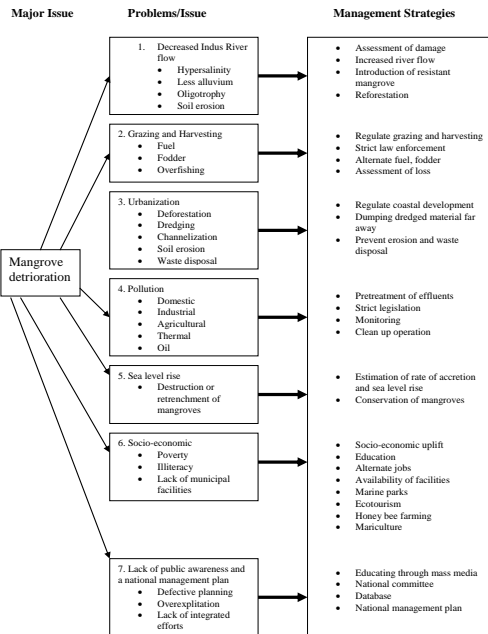 Major Issue
Problems/Issue
Management Strategies
Mangrove
detrioration
1. Decreased Indus River
flow
• Hypersalinity
• Less alluvium
• Oligotrophy
• Soil erosion
• Assessment of damage
• Increased river flow
• Introduction of resistant
mangrove
• Reforestation
2. Grazing and Harvesting
• Fuel
• Fodder
• Overfishing
• Regulate grazing and harvesting
• Strict law enforcement
• Alternate fuel, fodder
• Assessment of loss
3. Urbanization
• Deforestation
• Dredging
• Channelization
• Soil erosion
• Waste disposal
• Regulate coastal development
• Dumping dredged material far
away
• Prevent erosion and waste
disposal
4. Pollution
• Domestic
• Industrial
• Agricultural
• Thermal
• Oil
• Pretreatment of effluents
• Strict legislation
• Monitoring
• Clean up operation
5. Sea level rise
• Destruction or
retrenchment of
mangroves
• Estimation of rate of accretion
and sea level rise
• Conservation of mangroves
6. Socio-economic
• Poverty
• Illiteracy
• Lack of municipal
facilities
• Socio-economic uplift
• Education
• Alternate jobs
• Availability of facilities
• Marine parks
• Ecotourism
• Honey bee farming
• Mariculture
7. Lack of public awareness and
a national management plan
• Defective planning
• Overexplitation
• Lack of integrated
efforts
• Educating through mass media
• National committee
• Database
• National management plan